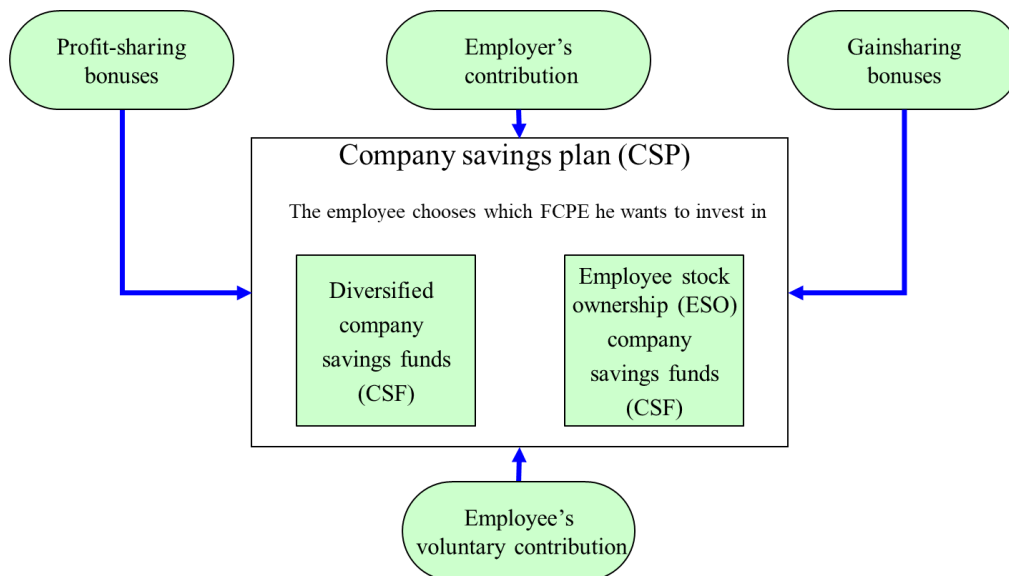 Profit-sharing
bonuses
Employer's
contribution
Gainsharing
bonuses
Company savings plan (CSP)
The employee chooses which FCPE he wants to invest in
Diversified
company
savings funds
(CSF)
Employee stock
ownership (ESO)
company
savings funds
(CSF)
Employee's
voluntary contribution